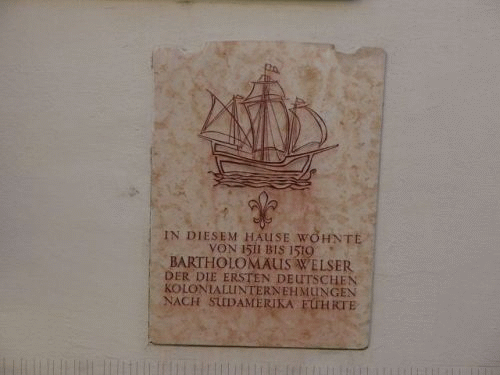 IN DIESEM HAUSE WOHNTE
VON 1511 BIS 1519
BARTHOLOMÄUS WELSER
DER DIE ERSTEN DEUTSCHEN
KOLONIALUNTERNEHMUNGEN
NACH SÜDAMERIKA FÜHRTE